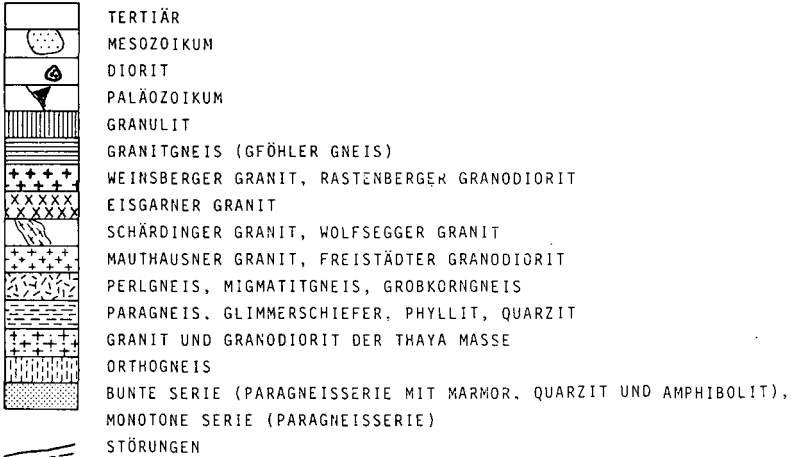 TERTIÄR
MESOZOIKUM
DIORIT
PALÄOZOIKUM
GRANULIT
GRANITGNEIS (GFÖHLER GNEIS)
WEINSBERGER GRANIT, RASTENBERGER GRANODIORIT
EISGARNER GRANIT
SCHÄRDINGER GRANIT, WOLFSEGGER GRANIT
MAUTHAUSNER GRANIT, FREISTÄDTER GRANODIORIT
PERLGNEIS, MIGMATITGNEIS, GROBKORNGNEIS
PARAGNEIS, GLIMMERSCHIEFER, PHYLLIT, QUARZIT
GRANIT UND GRANODIORIT DER THAYA MASSE
ORTHOGNEIS
BUNTE SERIE (PARAGNEISSERIE MIT MARMOR, QUARZIT UND AMPHIBOLIT),
MONOTONE SERIE (PARAGNEISSERIE)
STÖRUNGEN